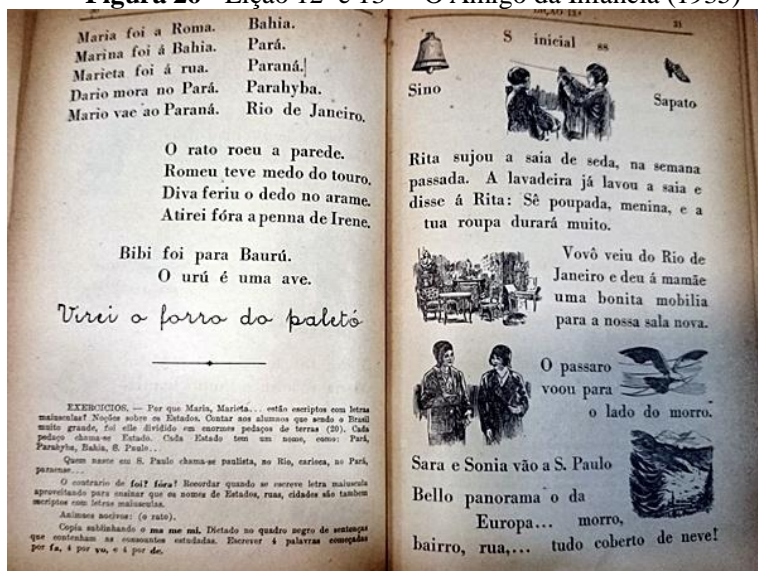 Figura 20 - Lição 12ª e 13ª - O Amigo da Infância (1933)
Maria foi a Roma. Bahia.
Marina foi á Bahia. Pará.
Marieta foi á rua. Paraná.
Dario mora no Pará. Parahyba.
Mario vae ao Paraná. Rio de Janeiro.
O rato roeu a parede.
Romeu teve medo do touro.
Diva feriu o dedo no arame.
Atirei fóra a penna de Irene.
Bibi foi para Baurú.
O urú é uma ave.
Virei o forro do paletó
EXERCICIOS. — Por que Maria, Marieta... estão escriptos com letras
maiusculas? Noções sobre os Estados. Contar aos alumnos que sendo o Brasil
muito grande, foi elle dividido em enormes pedaços de terras (20). Cada
pedaço chama-se Estado. Cada Estado tem um nome, como: Pará,
Parahyba, Bahia, S. Paulo...
Quem nasce em S. Paulo chama-se paulista, no Rio, carioca, no Pará,
paraense...
O contrario de foi? fóra? Recordar quando se escreve letra maiuscula
aproveitando para ensinar que os nomes de Estados, ruas, cidades são tambem
escriptos com letras maiusculas.
Animaes nocivos: (o rato).
Copia sublinhando o ma me mi. Dictado no quadro negro de sentenças
que contenham as consoantes estudadas. Escrever 4 palavras começadas
por fa, 4 por vo, e 4 por de.
21
S inicial ss
Sino
Sapato
Rita sujou a saia de seda, na semana
passada. A lavadeira já lavou a saia e
disse á Rita: Sê poupada, menina, e a
tua roupa durará muito.
Vovô veiu do Rio de
Janeiro e deu á mamãe
uma bonita mobilia
para a nossa sala nova.
O passaro
voou para
o lado do morro.
Sara e Sonia vão a S. Paulo
Bello panorama o da
Europa... morro,
bairro, rua,... tudo coberto de neve!